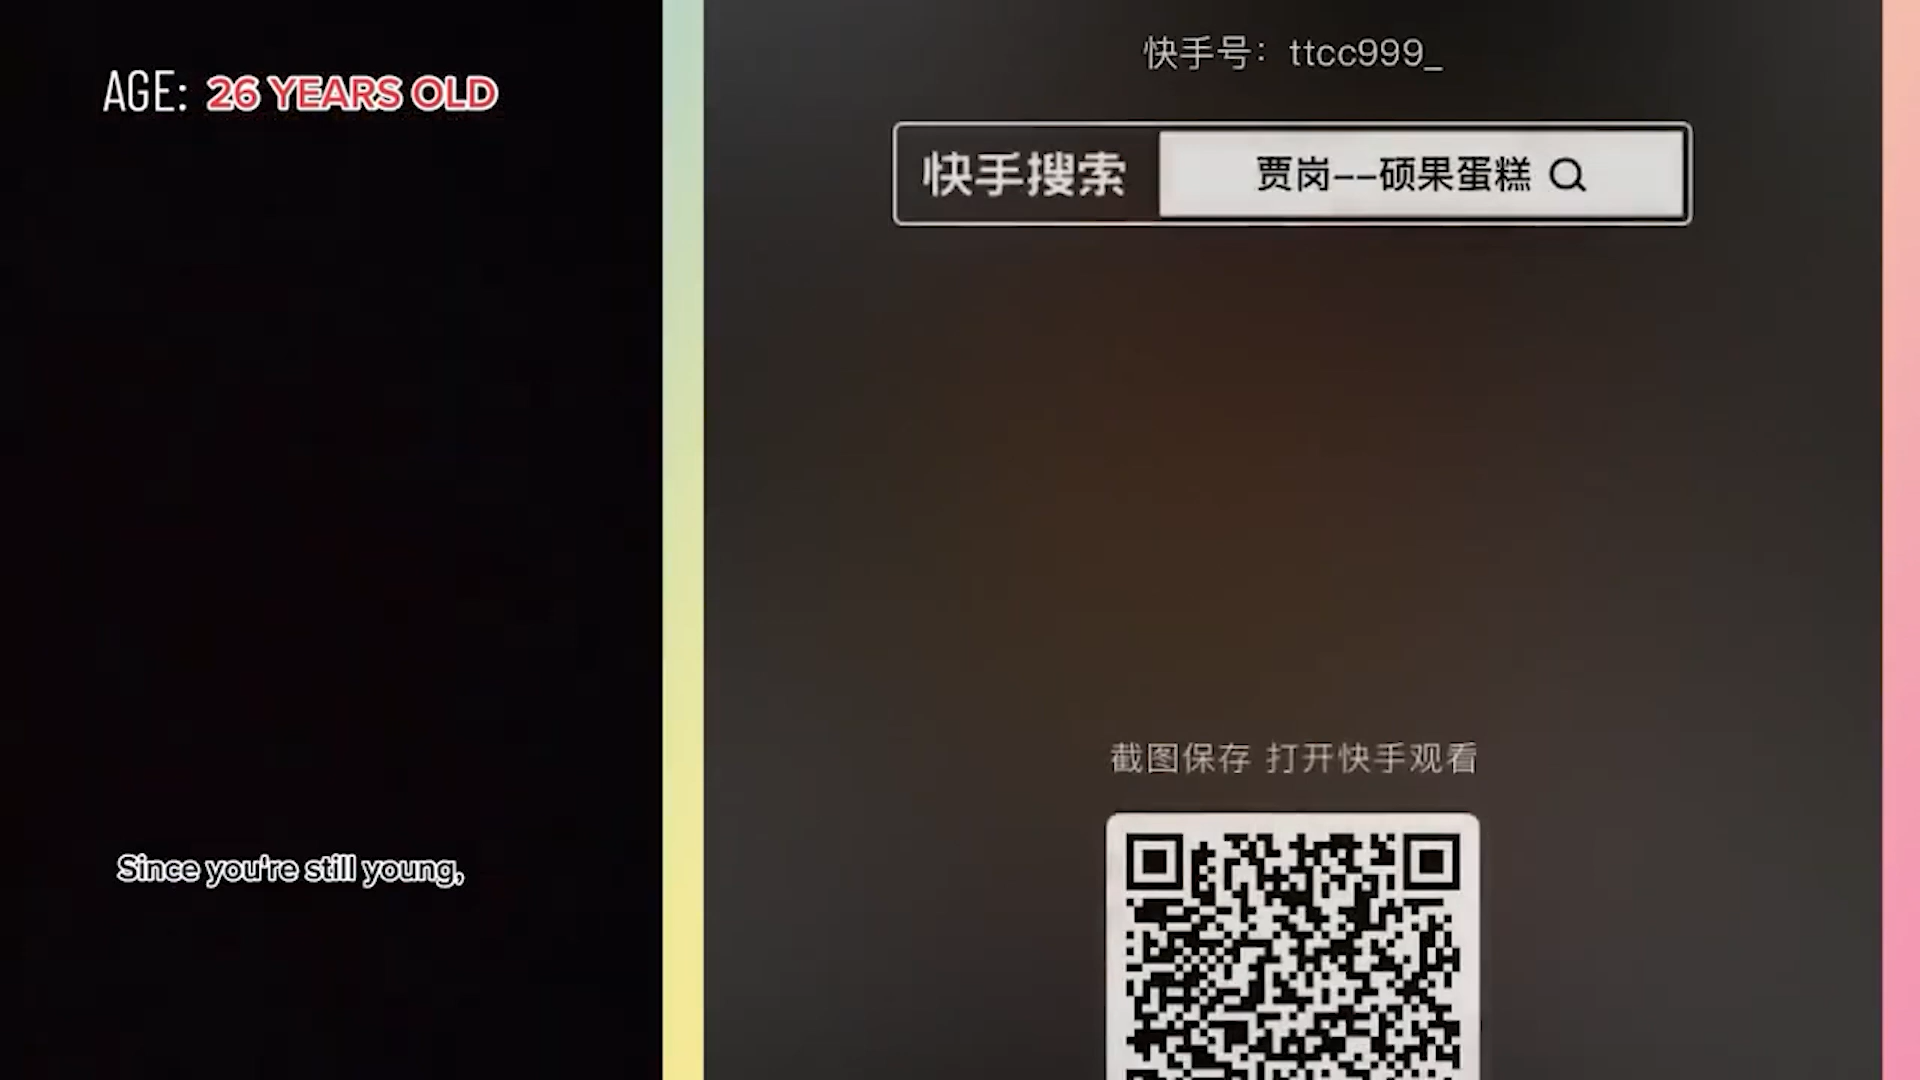 AGE: 26 YEARS OLD
Since you're still young,
快手号: ttcc999_
快手搜索 贾岗--硕果蛋糕
截图保存 打开快手观看